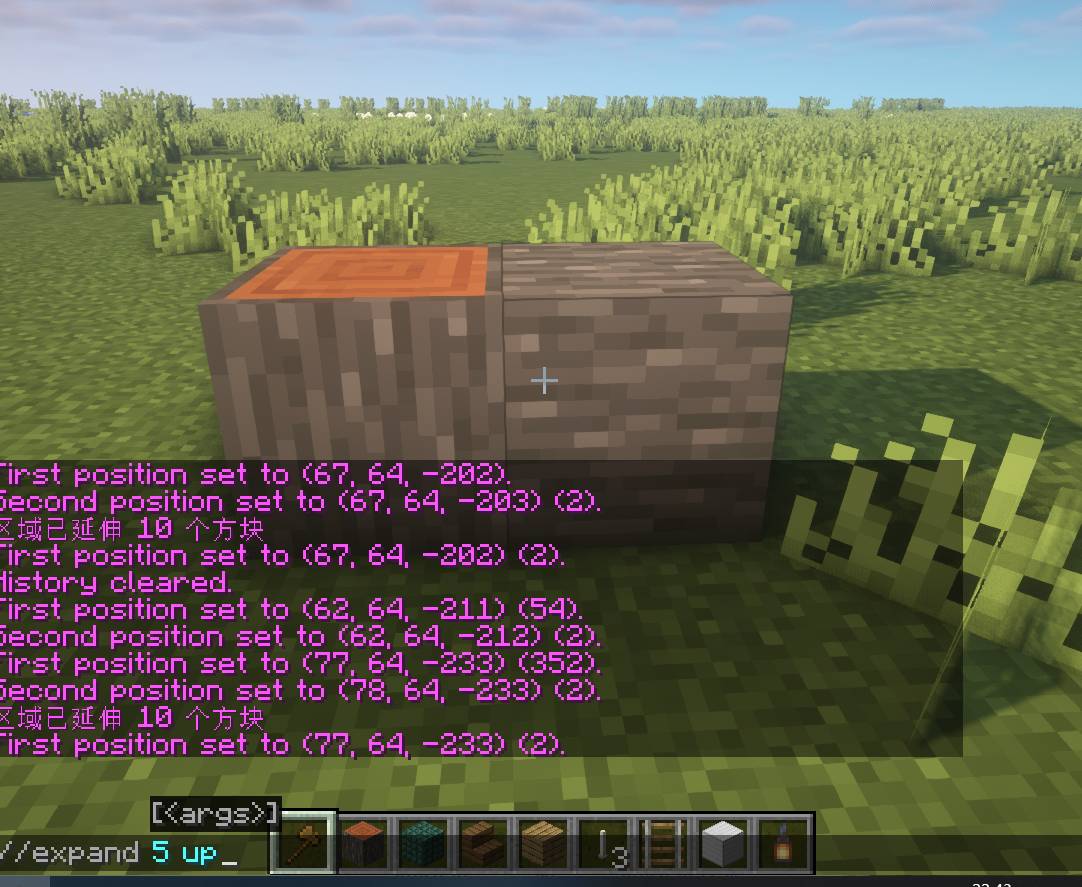 First position set to (67, 64, -202).
Second position set to (67, 64, -203) (2).
区域已延伸 10 个方块
First position set to (67, 64, -202) (2).
History cleared.
First position set to (62, 64, -211) (54).
Second position set to (62, 64, -212) (2).
First position set to (77, 64, -233) (352).
Second position set to (78, 64, -233) (2).
区域已延伸 10 个方块
First position set to (77, 64, -233) (2).
[<args>]
//expand 5 up_
3